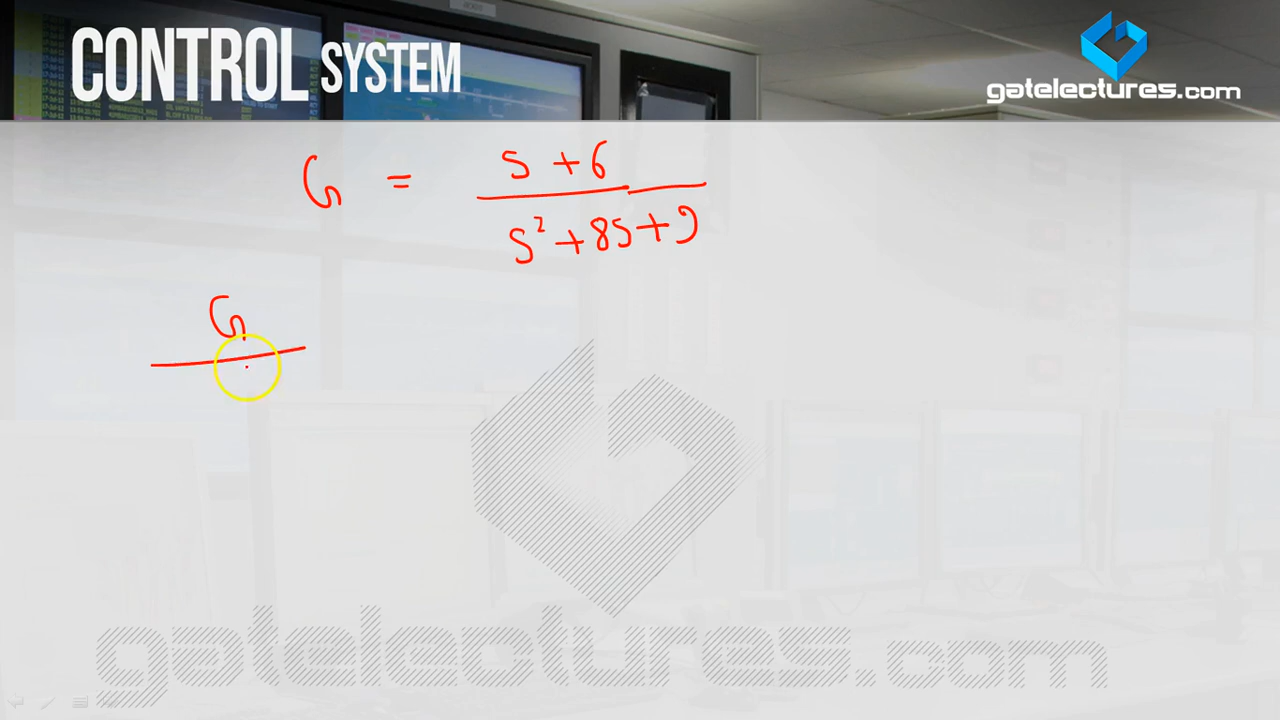 CONTROL SYSTEM
gatelectures.com
G = S + 6
S² + 8S + 9
G
gatelectures.com